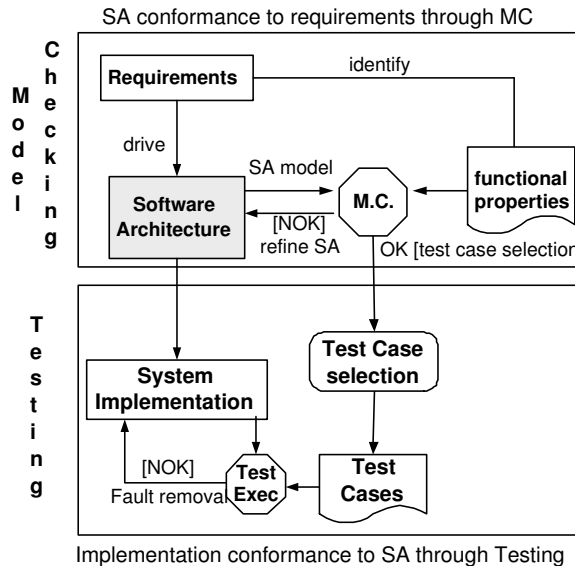 SA conformance to requirements through MC
Model
Checking
Requirements
identify
drive
SA model
Software
Architecture
M.C.
functional
properties
[NOK]
refine SA
OK [test case selection
Testing
Test Case
selection
System
Implementation
[NOK]
Fault removal
Test
Exec
Test
Cases
Implementation conformance to SA through Testing